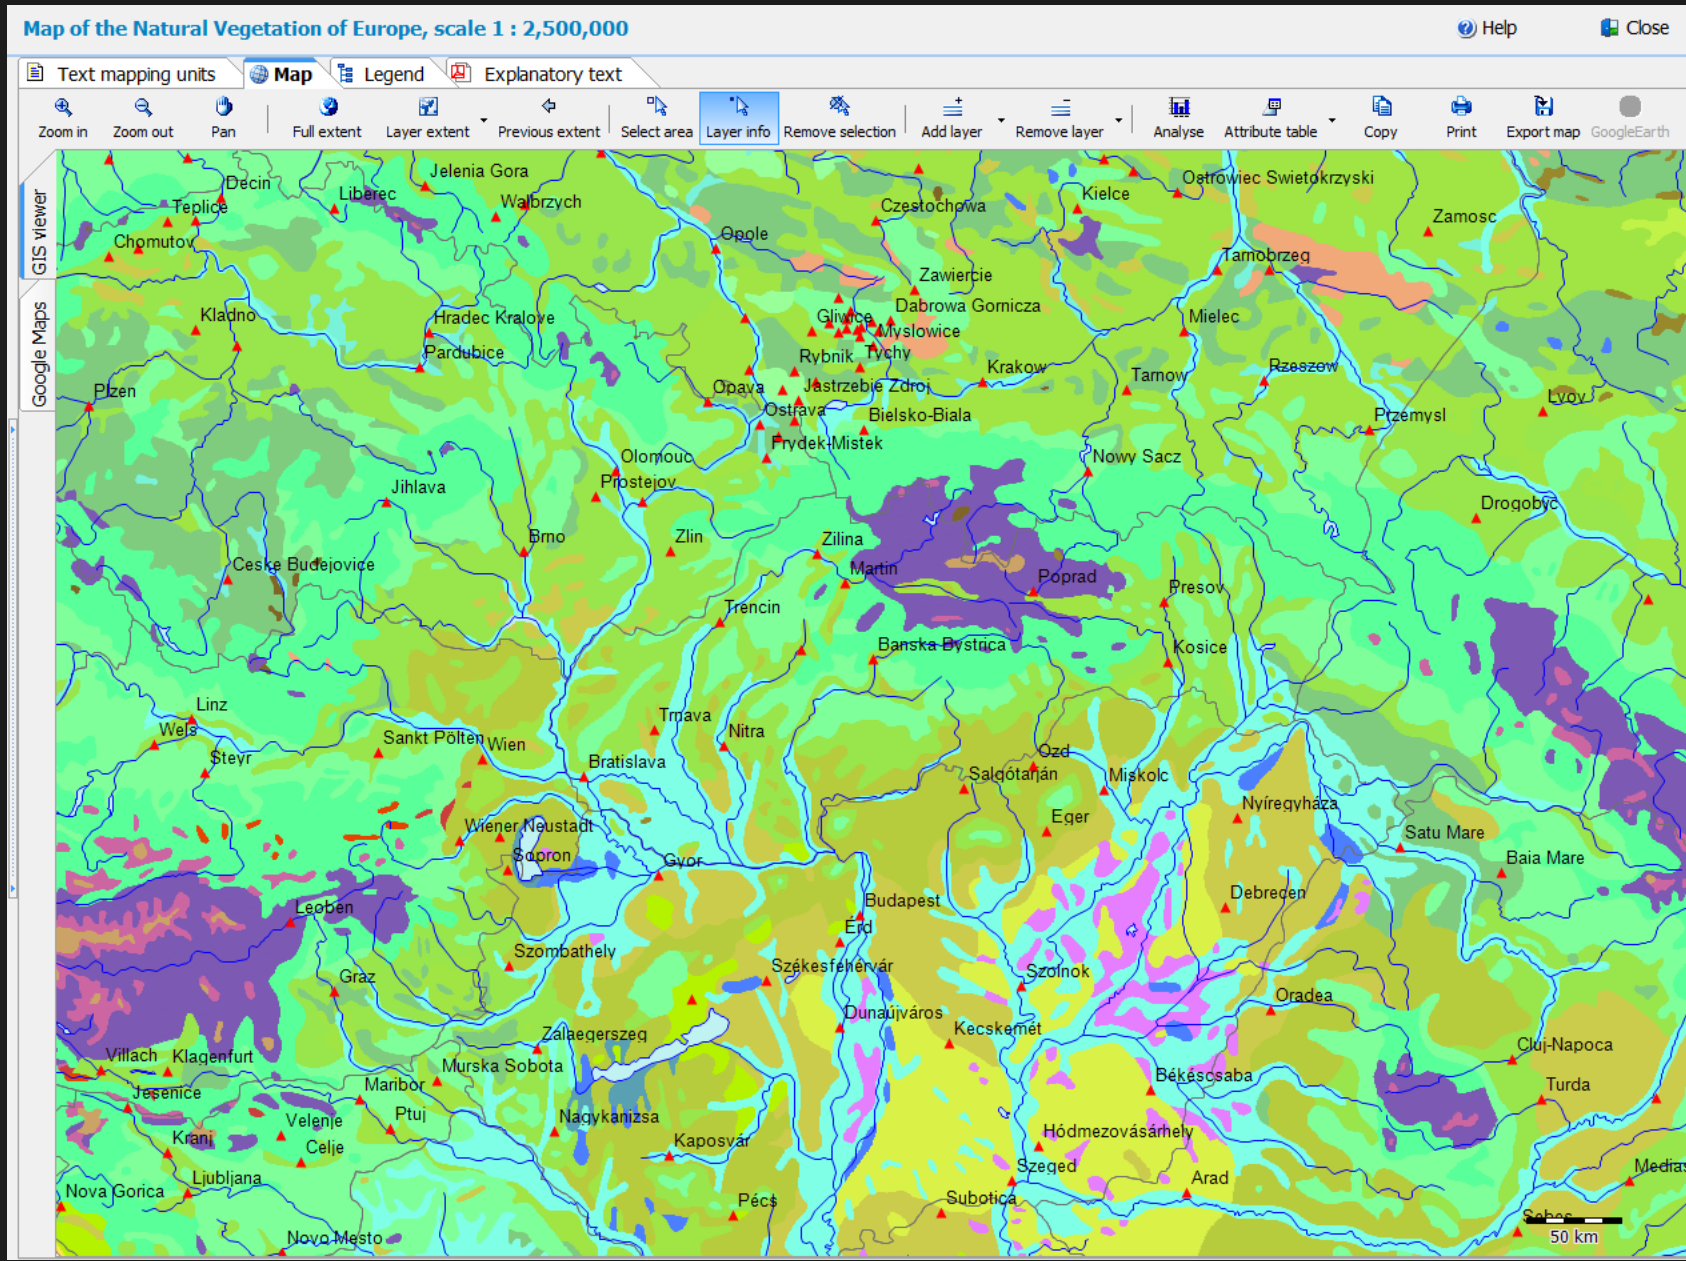 Map of the Natural Vegetation of Europe, scale 1 : 2,500,000
Help
Close
Text mapping units
Map
Legend
Explanatory text
Zoom in
Zoom out
Pan
Full extent
Layer extent
Previous extent
Select area
Layer info
Remove selection
Add layer
Remove layer
Analyse
Attribute table
Copy
Print
Export map
GoogleEarth
GIS viewer
Google Maps
Decin
Liberec
Jelenia Gora
Walbrzych
Teplice
Chomutov
Opole
Czestochowa
Kielce
Ostrowiec Swietokrzyski
Zamosc
Tarnobrzeg
Zawiercie
Dabrowa Gornicza
Kladno
Hradec Kralove
Gliwice
Myslowice
Mielec
Pardubice
Rybnik
Tychy
Krakow
Tarnow
Rzeszow
Plzen
Opava
Jastrzebie Zdroj
Lvov
Ostrava
Bielsko-Biala
Przemysl
Frydek-Mistek
Olomouc
Nowy Sacz
Prostejov
Jihlava
Drogobyc
Brno
Zlin
Zilina
Ceske Budejovice
Martin
Poprad
Presov
Trencin
Banska Bystrica
Kosice
Linz
Wels
Trnava
Nitra
Sankt Pölten
Wien
Steyr
Bratislava
Ozd
Salgótarján
Miskolc
Nyíregyháza
Eger
Wiener Neustadt
Satu Mare
Sopron
Gyor
Baia Mare
Leoben
Budapest
Debrecen
Érd
Szombathely
Székesfehérvár
Szolnok
Graz
Oradea
Dunaújváros
Kecskemét
Zalaegerszeg
Cluj-Napoca
Villach
Klagenfurt
Murska Sobota
Békéscsaba
Jesenice
Maribor
Turda
Velenje
Ptuj
Nagykanizsa
Kranj
Celje
Kaposvár
Hódmezovásárhely
Szeged
Medias
Ljubljana
Nova Gorica
Arad
Pécs
Subotica
Sebes
Novo Mesto
50 km